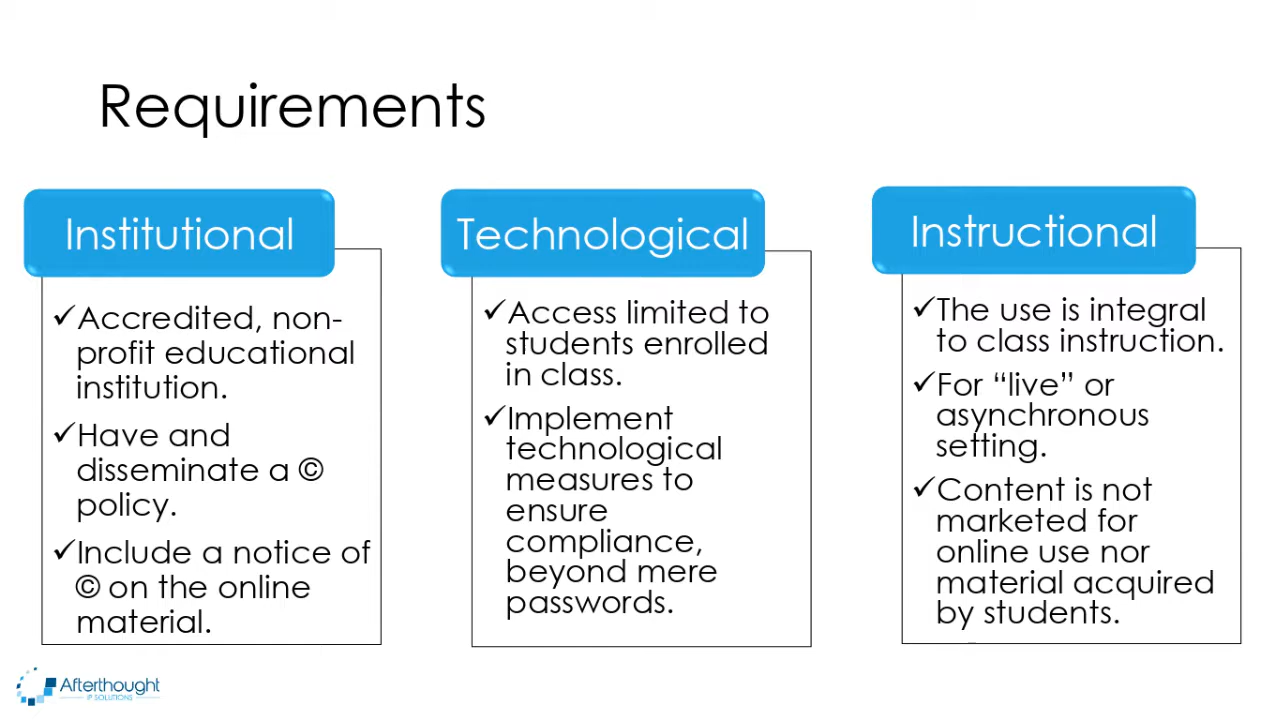 Requirements
Institutional
✓Accredited, non-
profit educational
institution.
✓Have and
disseminate a ©
policy.
✓Include a notice of
© on the online
material.
Technological
✓Access limited to
students enrolled
in class.
✓Implement
technological
measures to
ensure
compliance,
beyond mere
passwords.
Instructional
✓The use is integral
to class instruction.
✓For “live” or
asynchronous
setting.
✓Content is not
marketed for
online use nor
material acquired
by students.
Afterthought
IP SOLUTIONS